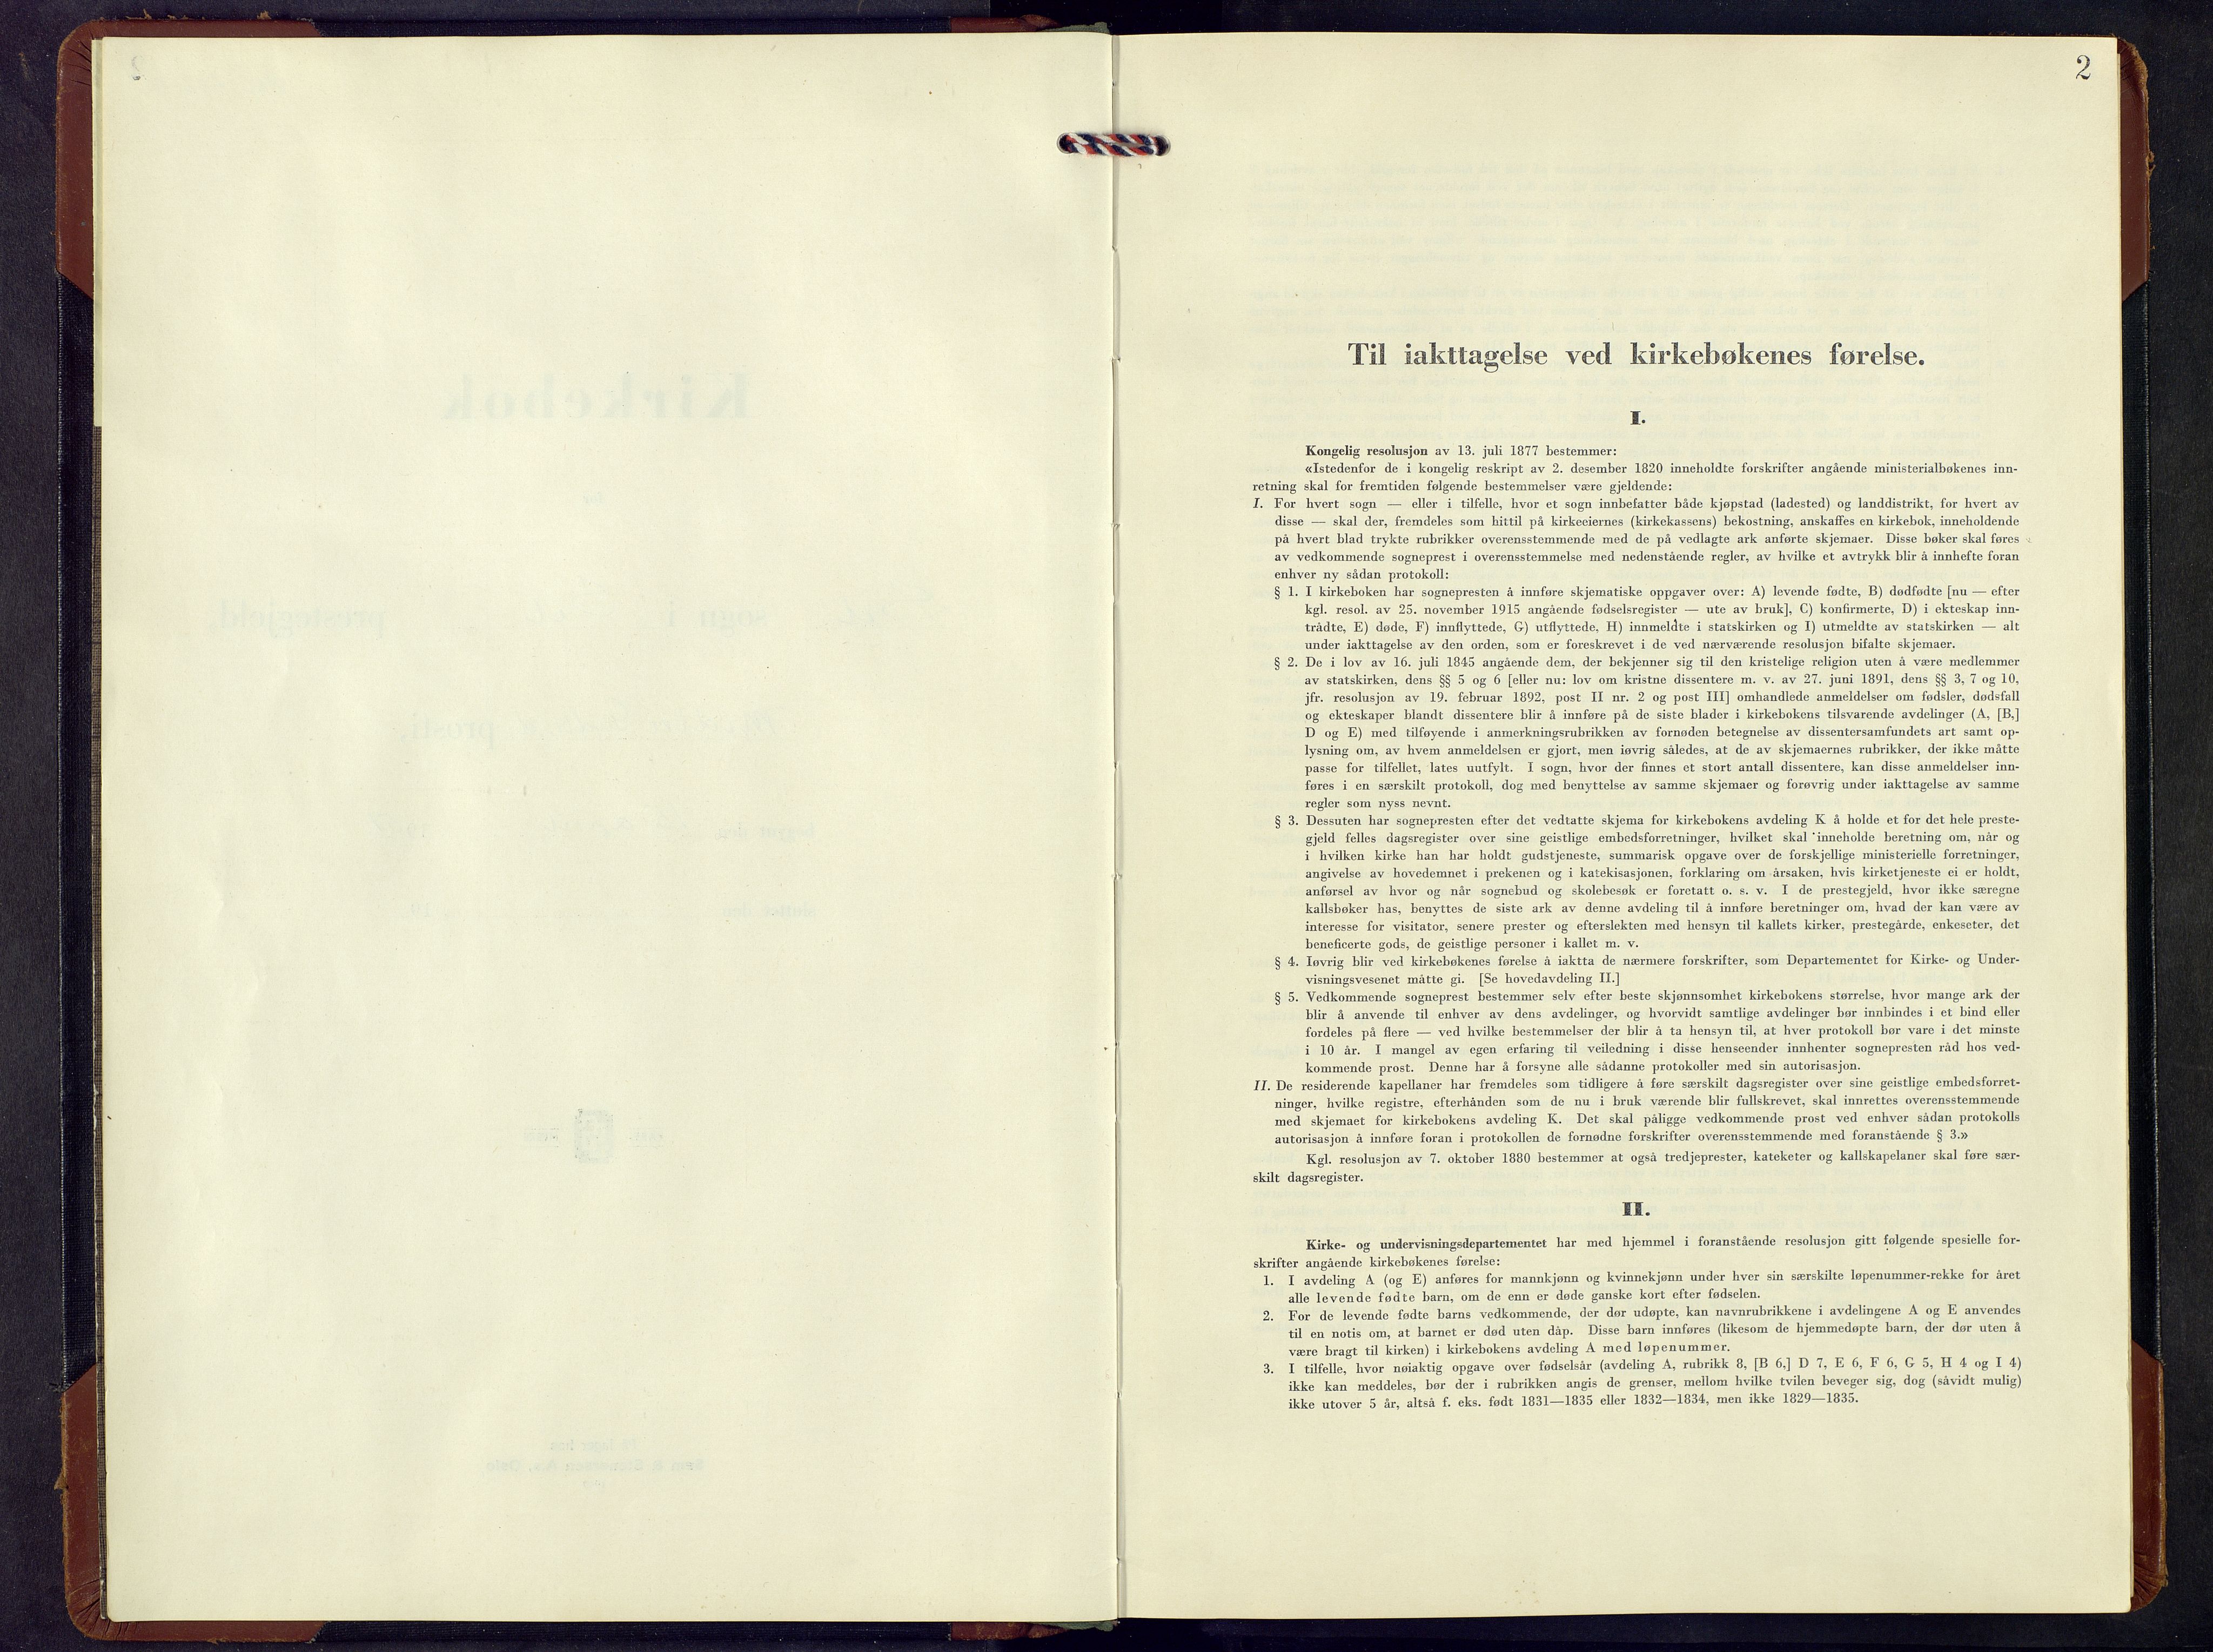 2
Til iakttagelse ved kirkebøkenes førelse.
I.
Kongelig resolusjon av 13. juli 1877 bestemmer:
«Istedenfor de i kongelig reskript av 2. desember 1820 inneholdte forskrifter angående ministerialbøkenes inn-
retning skal for fremtiden følgende bestemmelser være gjeldende:
I. For hvert sogn — eller i tilfelle, hvor et sogn innbefatter både kjøpstad (ladested) og landdistrikt, for hvert av
disse — skal der, fremdeles som hittil på kirkeeiernes (kirkekassens) bekostning, anskaffes en kirkebok, inneholdende
på hvert blad trykte rubrikker overensstemmende med de på vedlagte ark anførte skjemaer. Disse bøker skal føres
av vedkommende sogneprest i overensstemmelse med nedenstående regler, av hvilke et avtrykk blir å innhefte foran
enhver ny sådan protokoll:
§ 1. I kirkeboken har sognepresten å innføre skjematiske oppgaver over: A) levende fødte, B) dødfødte [nu — efter
kgl. resol. av 25. november 1915 angående fødselsregister — ute av bruk], C) konfirmerte, D) i ekteskap inn-
trådte, E) døde, F) innflyttede, G) utflyttede, H) innmeldte i statskirken og I) utmeldte av statskirken — alt
under iakttagelse av den orden, som er foreskrevet i de ved nærværende resolusjon bifalte skjemaer.
§ 2. De i lov av 16. juli 1845 angående dem, der bekjenner sig til den kristelige religion uten å være medlemmer
av statskirken, dens §§ 5 og 6 [eller nu: lov om kristne dissentere m. v. av 27. juni 1891, dens §§ 3, 7 og 10,
jfr. resolusjon av 19. februar 1892, post II nr. 2 og post III] omhandlede anmeldelser om fødsler, dødsfall
og ekteskaper blandt dissentere blir å innføre på de siste blader i kirkebokens tilsvarende avdelinger (A, [B,]
D og E) med tilføyende i anmerkningsrubrikken av fornøden betegnelse av dissentersamfundets art samt op-
lysning om, av hvem anmeldelsen er gjort, men iøvrig således, at de av skjemaernes rubrikker, der ikke måtte
passe for tilfellet, lates uutfylt. I sogn, hvor der finnes et stort antall dissentere, kan disse anmeldelser inn-
føres i en særskilt protokoll, dog med benyttelse av samme skjemaer og forøvrig under iakttagelse av samme
regler som nyss nevnt.
§ 3. Dessuten har sognepresten efter det vedtatte skjema for kirkebokens avdeling K å holde et for det hele preste-
gjeld felles dagsregister over sine geistlige embedsforretninger, hvilket skal inneholde beretning om, når og
i hvilken kirke han har holdt gudstjeneste, summarisk opgave over de forskjellige ministerielle forretninger,
angivelse av hovedemnet i prekenen og i katekisasjonen, forklaring om årsaken, hvis kirketjeneste ei er holdt,
anførsel av hvor og når sognebud og skolebesøk er foretatt o. s. v. I de prestegjeld, hvor ikke særegne
kallsbøker has, benyttes de siste ark av denne avdeling til å innføre beretninger om, hvad der kan være av
interesse for visitator, senere prester og efterslekten med hensyn til kallets kirker, prestegårde, enkeseter, det
beneficerte gods, de geistlige personer i kallet m. v.
§ 4. Iøvrig blir ved kirkebøkenes førelse å iaktta de nærmere forskrifter, som Departementet for Kirke- og Under-
visningsvesenet måtte gi. [Se hovedavdeling II.]
§ 5. Vedkommende sogneprest bestemmer selv efter beste skjønnsomhet kirkebokens størrelse, hvor mange ark der
blir å anvende til enhver av dens avdelinger, og hvorvidt samtlige avdelinger bør innbindes i et bind eller
fordeles på flere — ved hvilke bestemmelser der blir å ta hensyn til, at hver protokoll bør vare i det minste
i 10 år. I mangel av egen erfaring til veiledning i disse henseender innhenter sognepresten råd hos ved-
kommende prost. Denne har å forsyne alle sådanne protokoller med sin autorisasjon.
II. De residerende kapellaner har fremdeles som tidligere å føre særskilt dagsregister over sine geistlige embedsforret-
ninger, hvilke registre, efterhånden som de nu i bruk værende blir fullskrevet, skal innrettes overensstemmende
med skjemaet for kirkebokens avdeling K. Det skal påligge vedkommende prost ved enhver sådan protokolls
autorisasjon å innføre foran i protokollen de fornødne forskrifter overensstemmende med foranstående § 3.»
Kgl. resolusjon av 7. oktober 1880 bestemmer at også tredjeprester, kateketer og kallskapelaner skal føre sær-
skilt dagsregister.
II.
Kirke- og undervisningsdepartementet har med hjemmel i foranstående resolusjon gitt følgende spesielle for-
skrifter angående kirkebøkenes førelse:
1. I avdeling A (og E) anføres for mannkjønn og kvinnekjønn under hver sin særskilte løpenummer-rekke for året
alle levende fødte barn, om de enn er døde ganske kort efter fødselen.
2. For de levende fødte barns vedkommende, der dør udøpte, kan navnrubrikkene i avdelingene A og E anvendes
til en notis om, at barnet er død uten dåp. Disse barn innføres (likesom de hjemmedøpte barn, der dør uten å
være bragt til kirken) i kirkebokens avdeling A med løpenummer.
3. I tilfelle, hvor nøiaktig opgave over fødselsår (avdeling A, rubrikk 8, [B 6,] D 7, E 6, F 6, G 5, H 4 og I 4)
ikke kan meddeles, bør der i rubrikken angis de grenser, mellom hvilke tvilen beveger sig, dog (såvidt mulig)
ikke utover 5 år, altså f. eks. født 1831—1835 eller 1832—1834, men ikke 1829—1835.